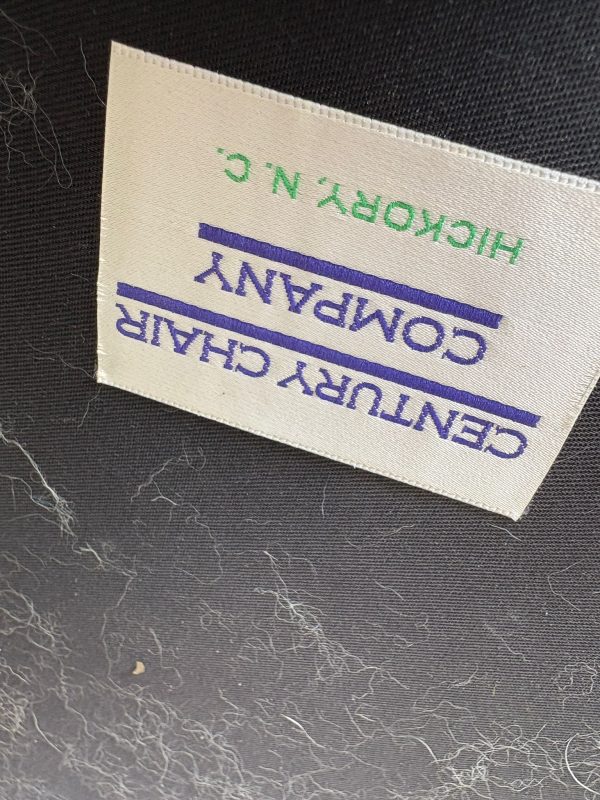 CENTURY CHAIR
COMPANY
HICKORY, N.C.